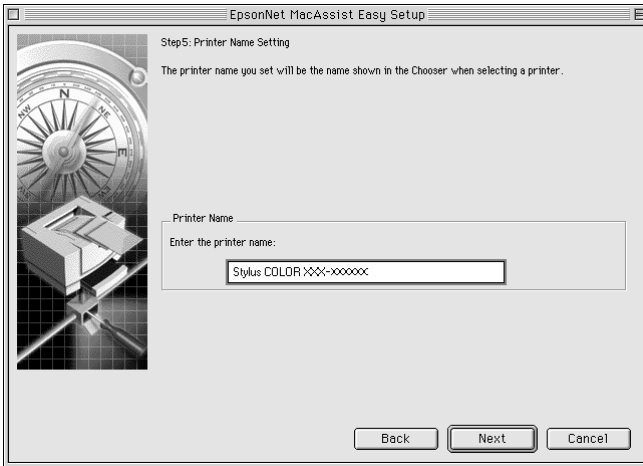 EpsonNet MacAssist Easy Setup
Step5: Printer Name Setting
The printer name you set will be the name shown in the Chooser when selecting a printer.
N
NE
E
Printer Name
Enter the printer name:
Stylus COLOR XXX-XXXXXX
Back
Next
Cancel